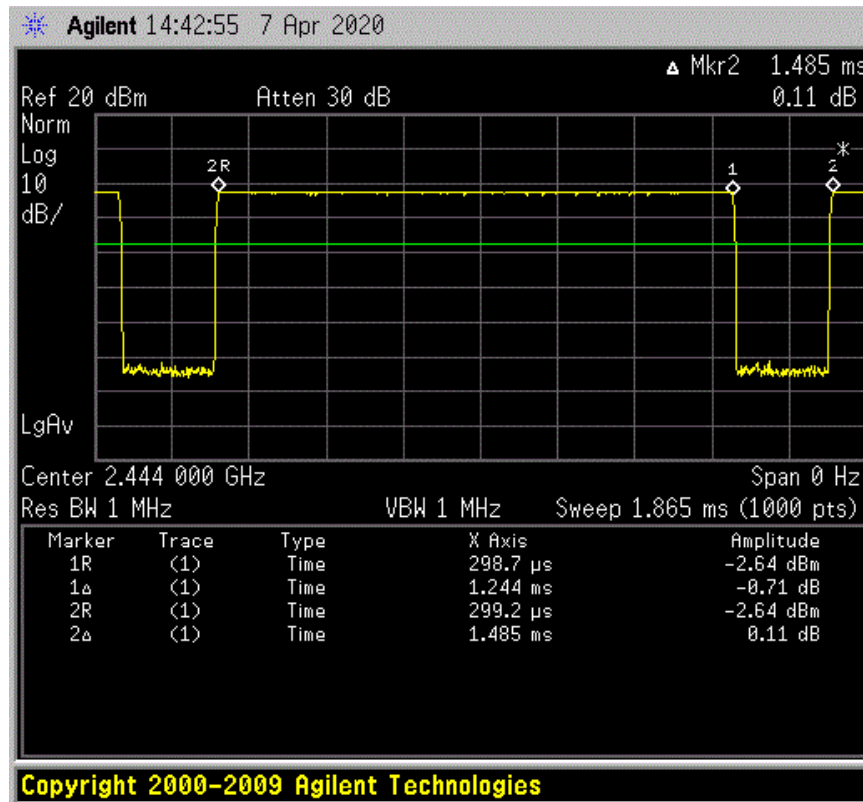 Agilent 14:42:55 7 Apr 2020
Δ Mkr2 1.485 ms
Ref 20 dBm Atten 30 dB 0.11 dB
Norm
Log
10
dB/
2R
1
2
LgAv
Center 2.444 000 GHz Span 0 Hz
Res BW 1 MHz VBW 1 MHz Sweep 1.865 ms (1000 pts)
Marker Trace Type X Axis Amplitude
1R (1) Time 298.7 µs -2.64 dBm
1Δ (1) Time 1.244 ms -0.71 dB
2R (1) Time 299.2 µs -2.64 dBm
2Δ (1) Time 1.485 ms 0.11 dB
Copyright 2000-2009 Agilent Technologies